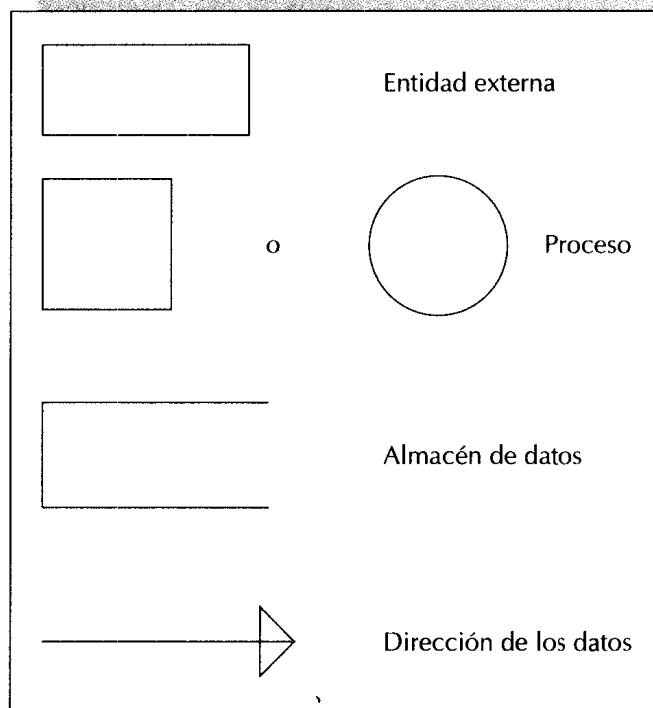 Entidad externa
o Proceso
Almacén de datos
Dirección de los datos